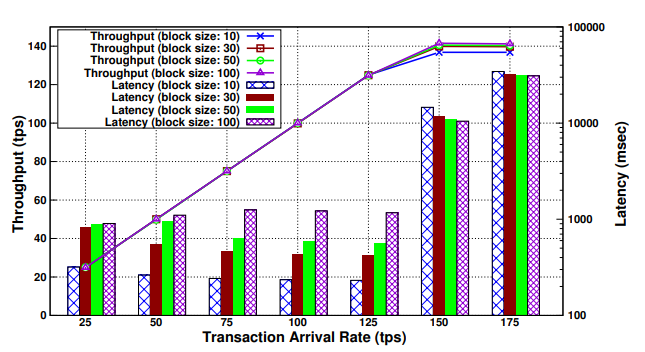 Throughput (block size: 10)
Throughput (block size: 30)
Throughput (block size: 50)
Throughput (block size: 100)
Latency (block size: 10)
Latency (block size: 30)
Latency (block size: 50)
Latency (block size: 100)
Throughput (tps)
140
120
100
80
60
40
20
0
100000
10000
1000
100
Latency (msec)
25 50 75 100 125 150 175
Transaction Arrival Rate (tps)